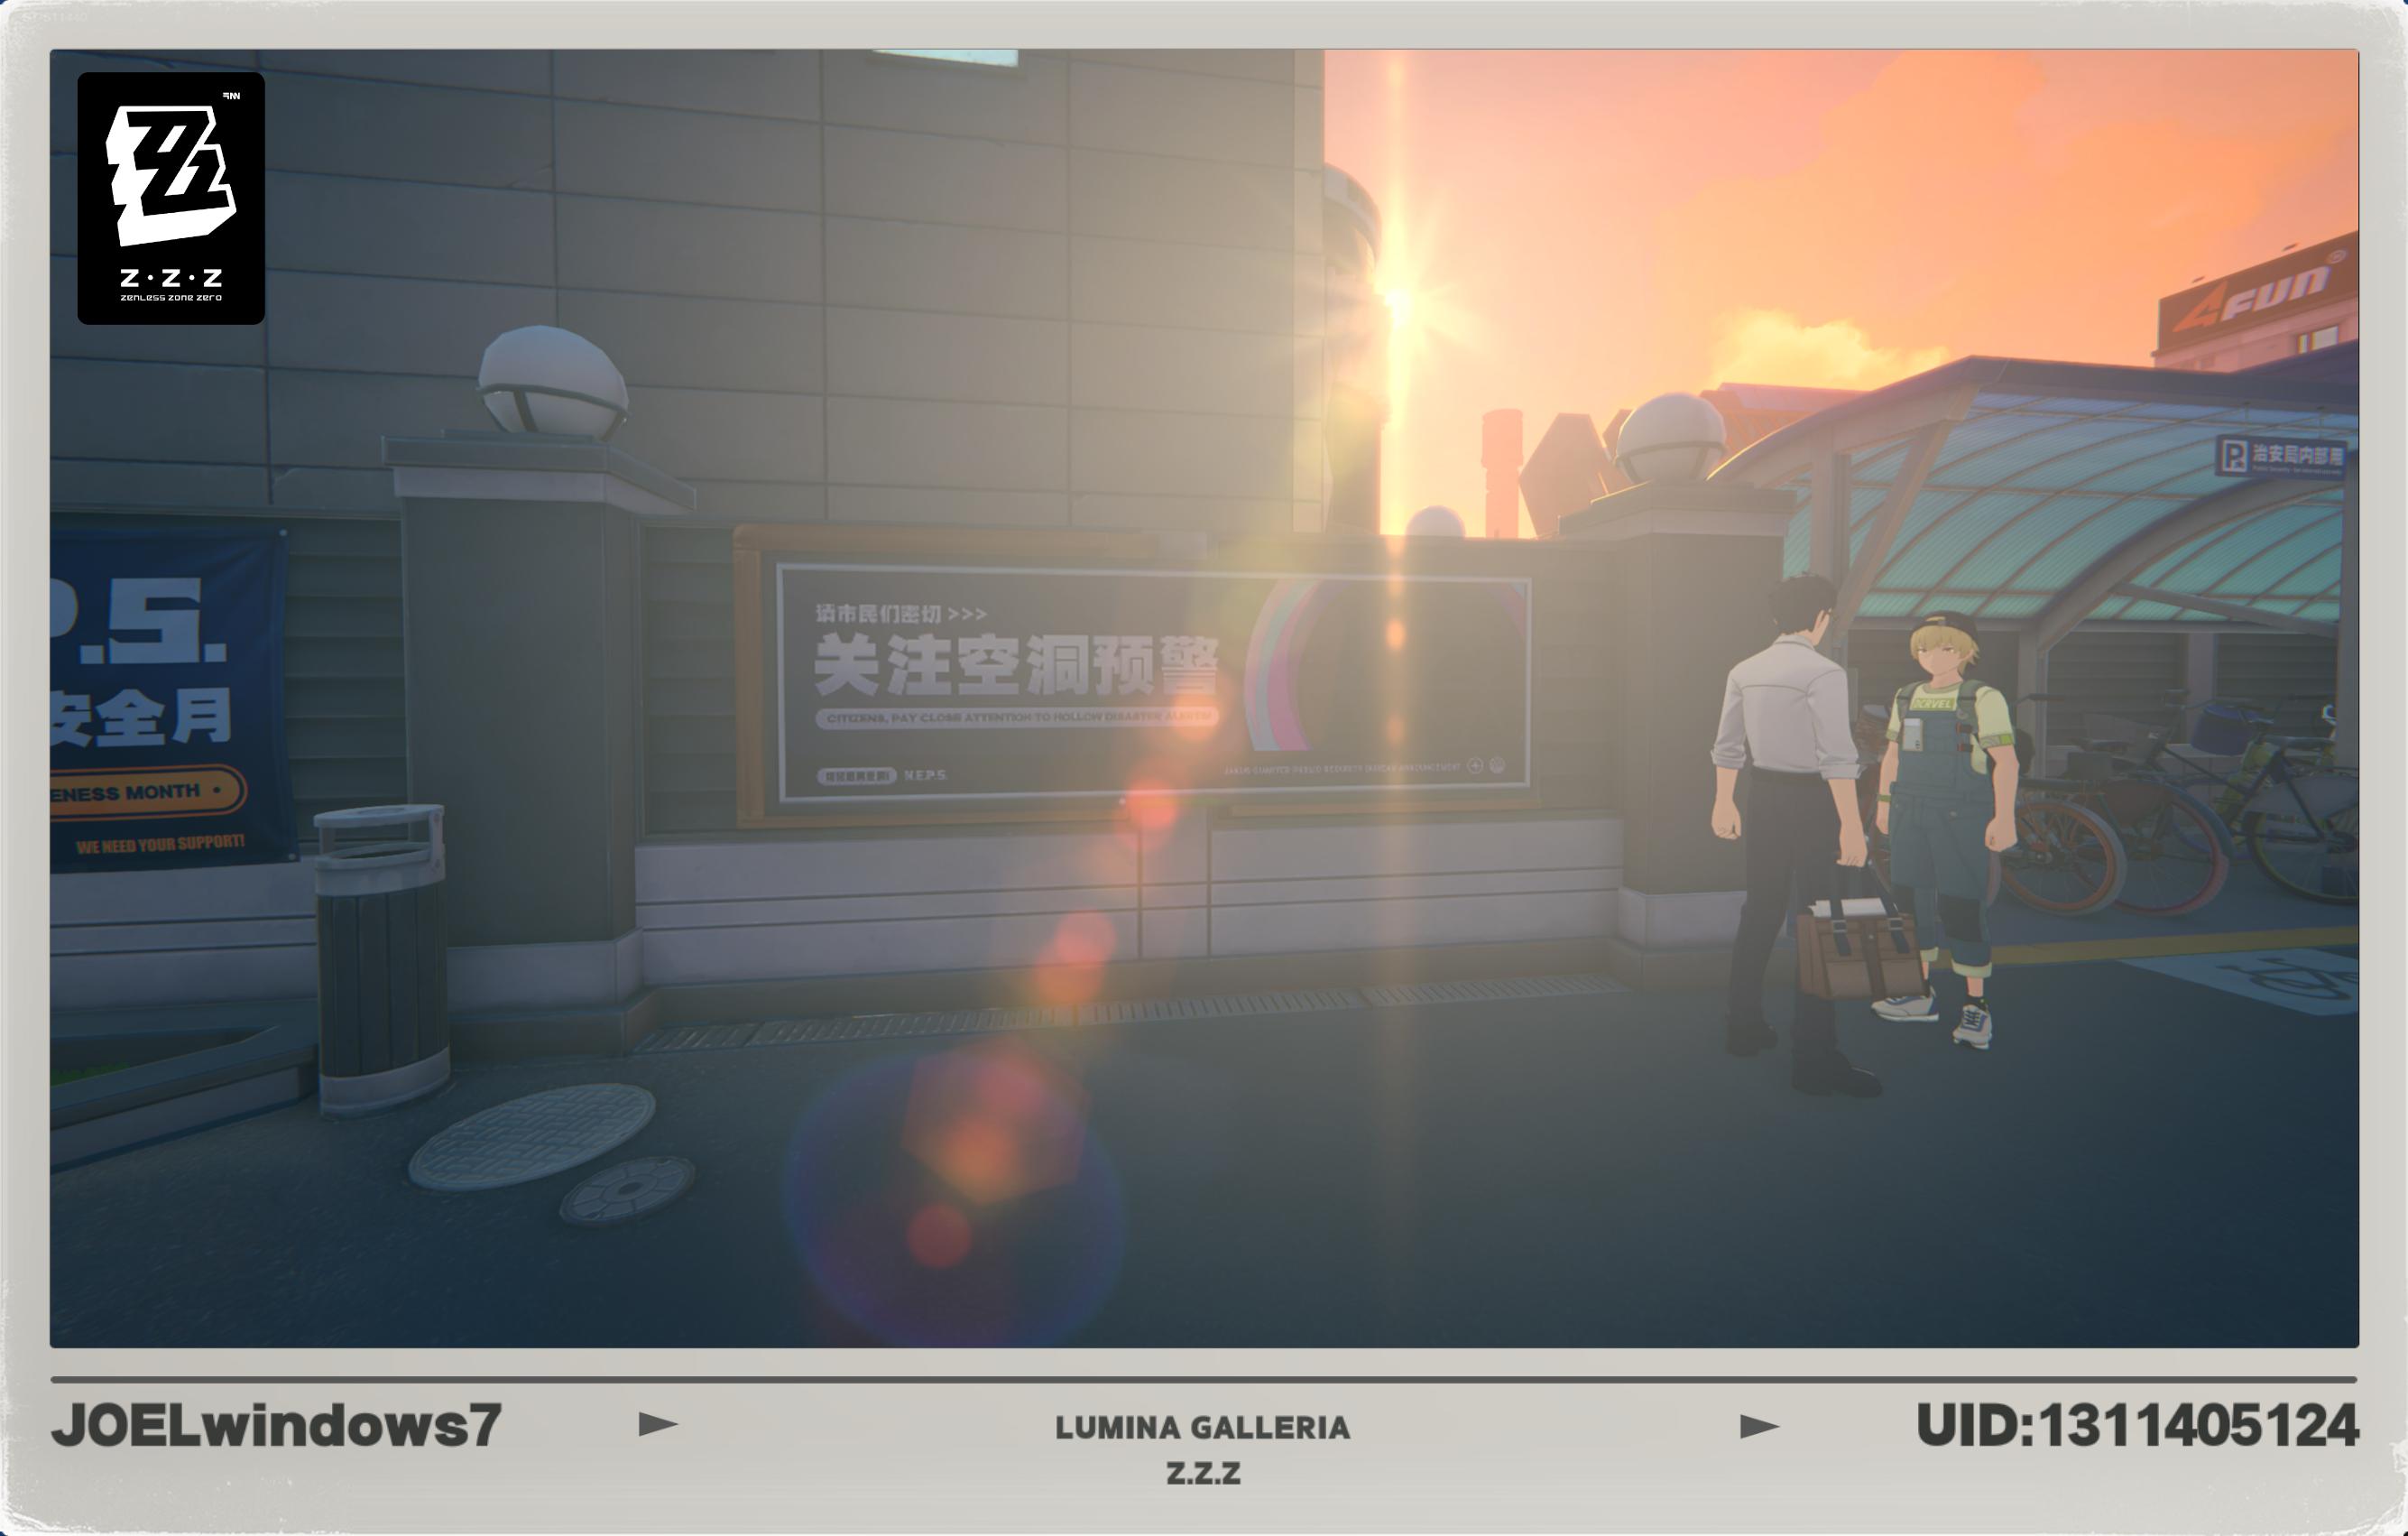 Z·Z·Z
ZENLESS ZONE ZERO
4FUN
P 治安局内部用
.S.
安全月
ENESS MONTH •
WE NEED YOUR SUPPORT!
请市民们密切 >>>
关注空洞预警
CITIZENS, PAY CLOSE ATTENTION TO HOLLOW DISASTER
N.E.P.S.
JOELwindows7
LUMINA GALLERIA
Z.Z.Z
UID:1311405124